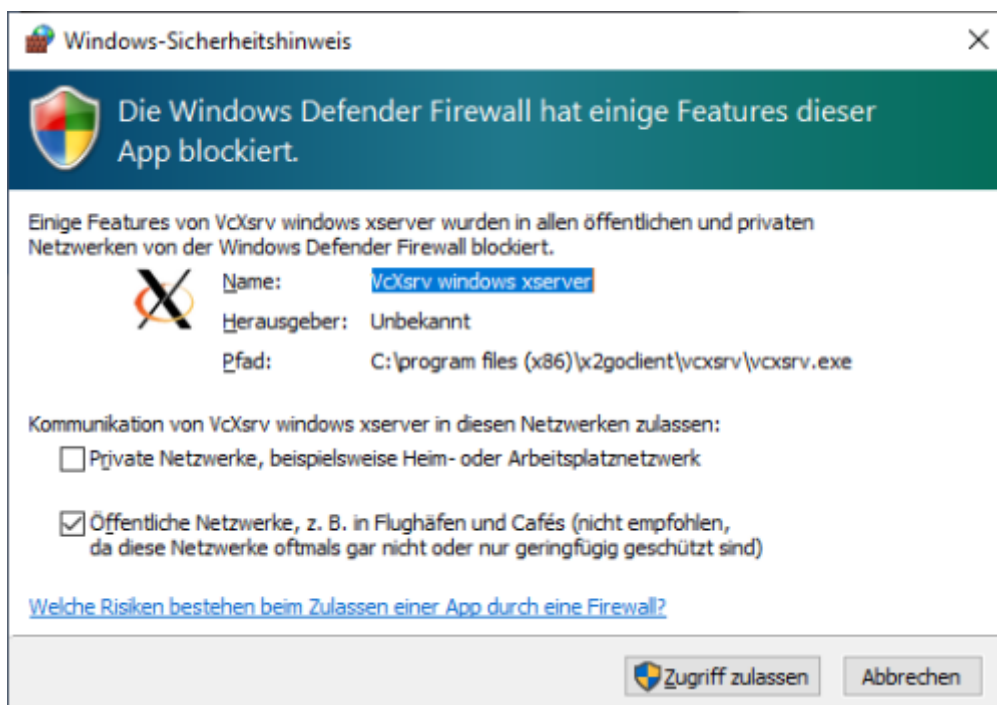 Windows-Sicherheitshinweis
Die Windows Defender Firewall hat einige Features dieser
App blockiert.
Einige Features von VcXsrv windows xserver wurden in allen öffentlichen und privaten
Netzwerken von der Windows Defender Firewall blockiert.
Name: VcXsrv windows xserver
Herausgeber: Unbekannt
Pfad: C:\program files (x86)\x2goclient\vcxsrv\vcxsrv.exe
Kommunikation von VcXsrv windows xserver in diesen Netzwerken zulassen:
Private Netzwerke, beispielsweise Heim- oder Arbeitsplatznetzwerk
Öffentliche Netzwerke, z. B. in Flughäfen und Cafés (nicht empfohlen,
da diese Netzwerke oftmals gar nicht oder nur geringfügig geschützt sind)
Welche Risiken bestehen beim Zulassen einer App durch eine Firewall?
Zugriff zulassen Abbrechen